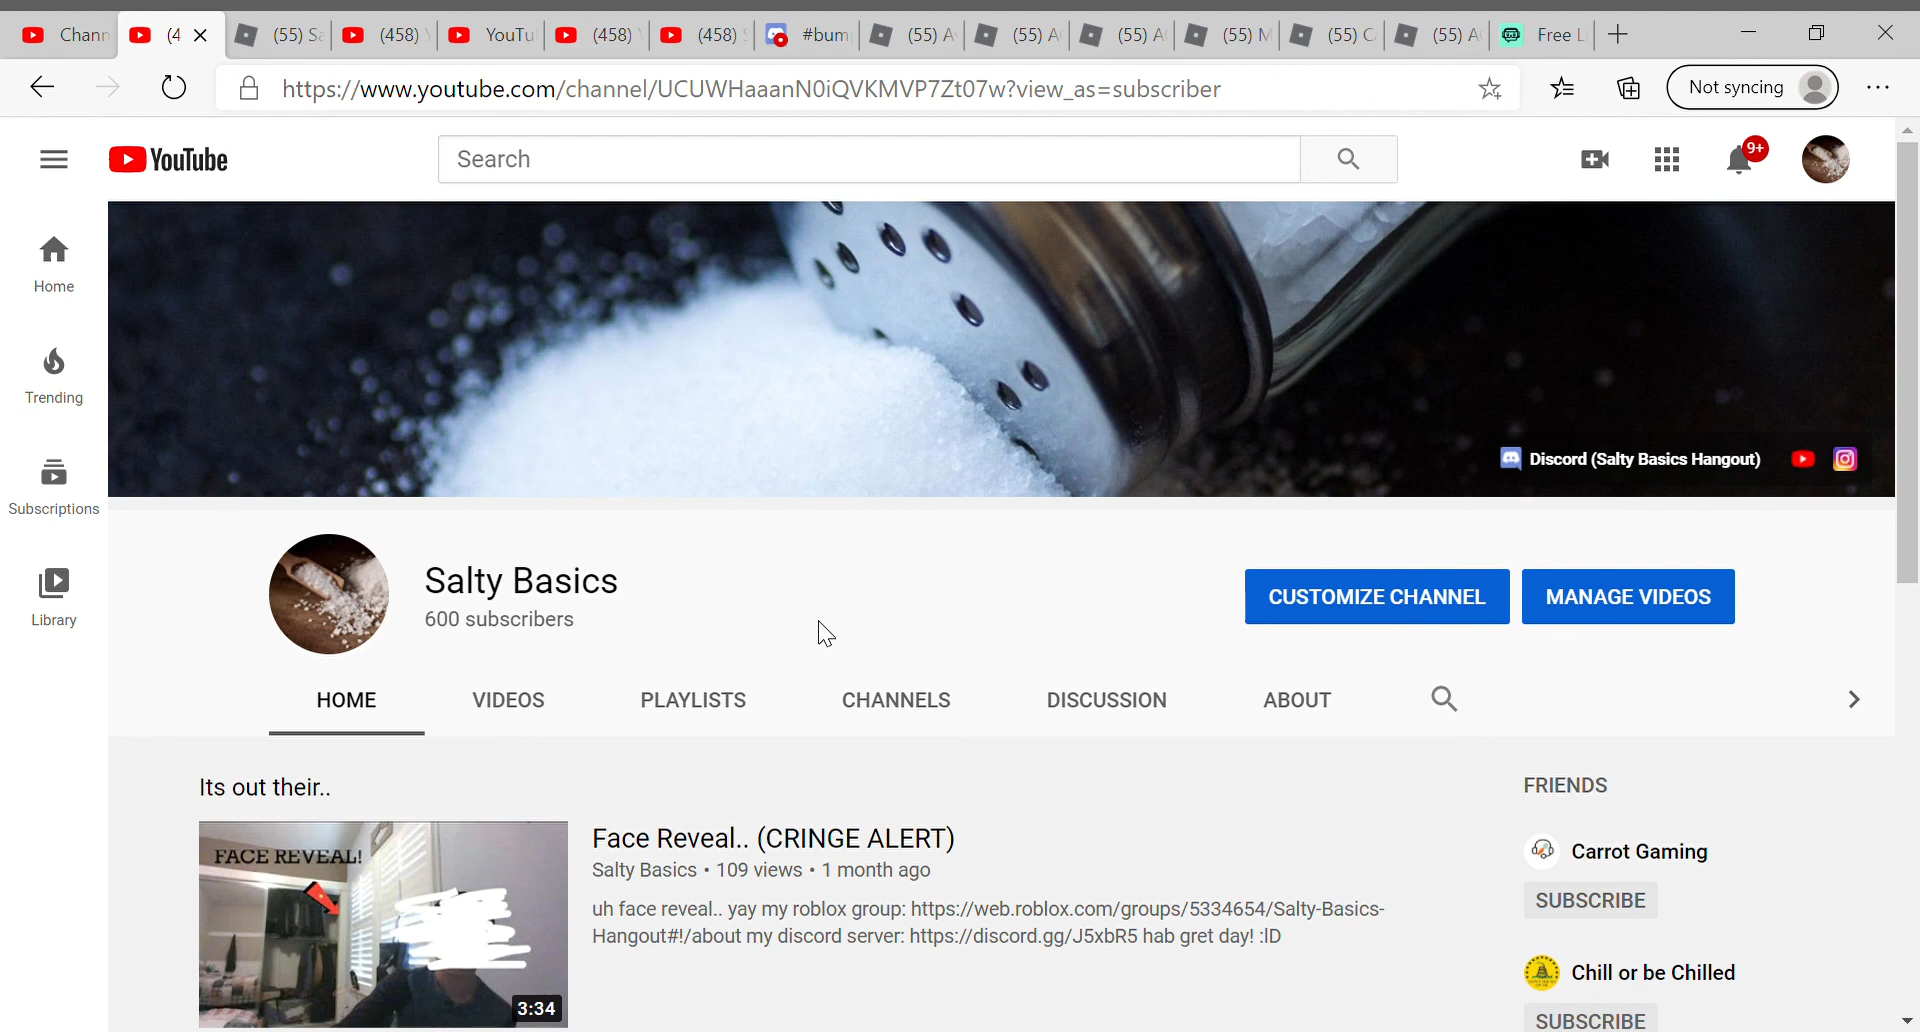 Chann
(4
(55) Sa
(458)
YouTu
(458)
(458)
#bum
(55) A
(55) A
(55) A
(55) M
(55) C
(55) A
Free L
https://www.youtube.com/channel/UCUWHaaanN0iQVKMVP7Zt07w?view_as=subscriber
Not syncing
YouTube
Search
9+
Home
Trending
Subscriptions
Library
Discord (Salty Basics Hangout)
Salty Basics
600 subscribers
CUSTOMIZE CHANNEL
MANAGE VIDEOS
HOME
VIDEOS
PLAYLISTS
CHANNELS
DISCUSSION
ABOUT
Its out their..
FACE REVEAL!
3:34
Face Reveal.. (CRINGE ALERT)
Salty Basics • 109 views • 1 month ago
uh face reveal.. yay my roblox group: https://web.roblox.com/groups/5334654/Salty-Basics-
Hangout#!/about my discord server: https://discord.gg/J5xbR5 hab gret day! :lD
FRIENDS
Carrot Gaming
SUBSCRIBE
Chill or be Chilled
SUBSCRIBE